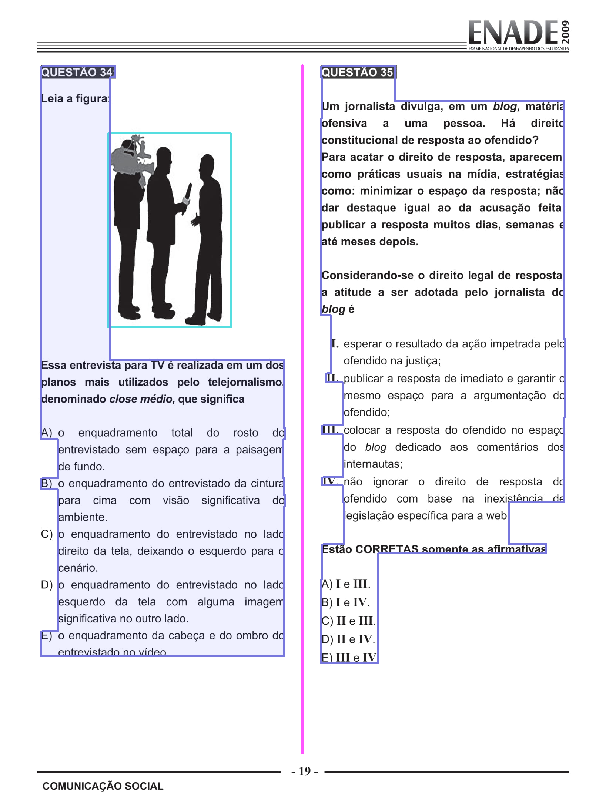 ENADE 2009
EXAME NACIONAL DE DESEMPENHO DOS ESTUDANTES
QUESTÃO 34
Leia a figura:
Essa entrevista para TV é realizada em um dos
planos mais utilizados pelo telejornalismo,
denominado close médio, que significa
A) o enquadramento total do rosto do
entrevistado sem espaço para a paisagem
de fundo.
B) o enquadramento do entrevistado da cintura
para cima com visão significativa do
ambiente.
C) o enquadramento do entrevistado no lado
direito da tela, deixando o esquerdo para o
cenário.
D) o enquadramento do entrevistado no lado
esquerdo da tela com alguma imagem
significativa no outro lado.
E) o enquadramento da cabeça e do ombro do
entrevistado no vídeo.
QUESTÃO 35
Um jornalista divulga, em um blog, matéria
ofensiva a uma pessoa. Há direito
constitucional de resposta ao ofendido?
Para acatar o direito de resposta, aparecem,
como práticas usuais na mídia, estratégias
como: minimizar o espaço da resposta; não
dar destaque igual ao da acusação feita;
publicar a resposta muitos dias, semanas e
até meses depois.
Considerando-se o direito legal de resposta,
a atitude a ser adotada pelo jornalista do
blog é
I. esperar o resultado da ação impetrada pelo
ofendido na justiça;
II. publicar a resposta de imediato e garantir o
mesmo espaço para a argumentação do
ofendido;
III. colocar a resposta do ofendido no espaço
do blog dedicado aos comentários dos
internautas;
IV. não ignorar o direito de resposta do
ofendido com base na inexistência de
legislação específica para a web.
Estão CORRETAS somente as afirmativas
A) I e III.
B) I e IV.
C) II e III.
D) II e IV.
E) III e IV.
- 19 -
COMUNICAÇÃO SOCIAL